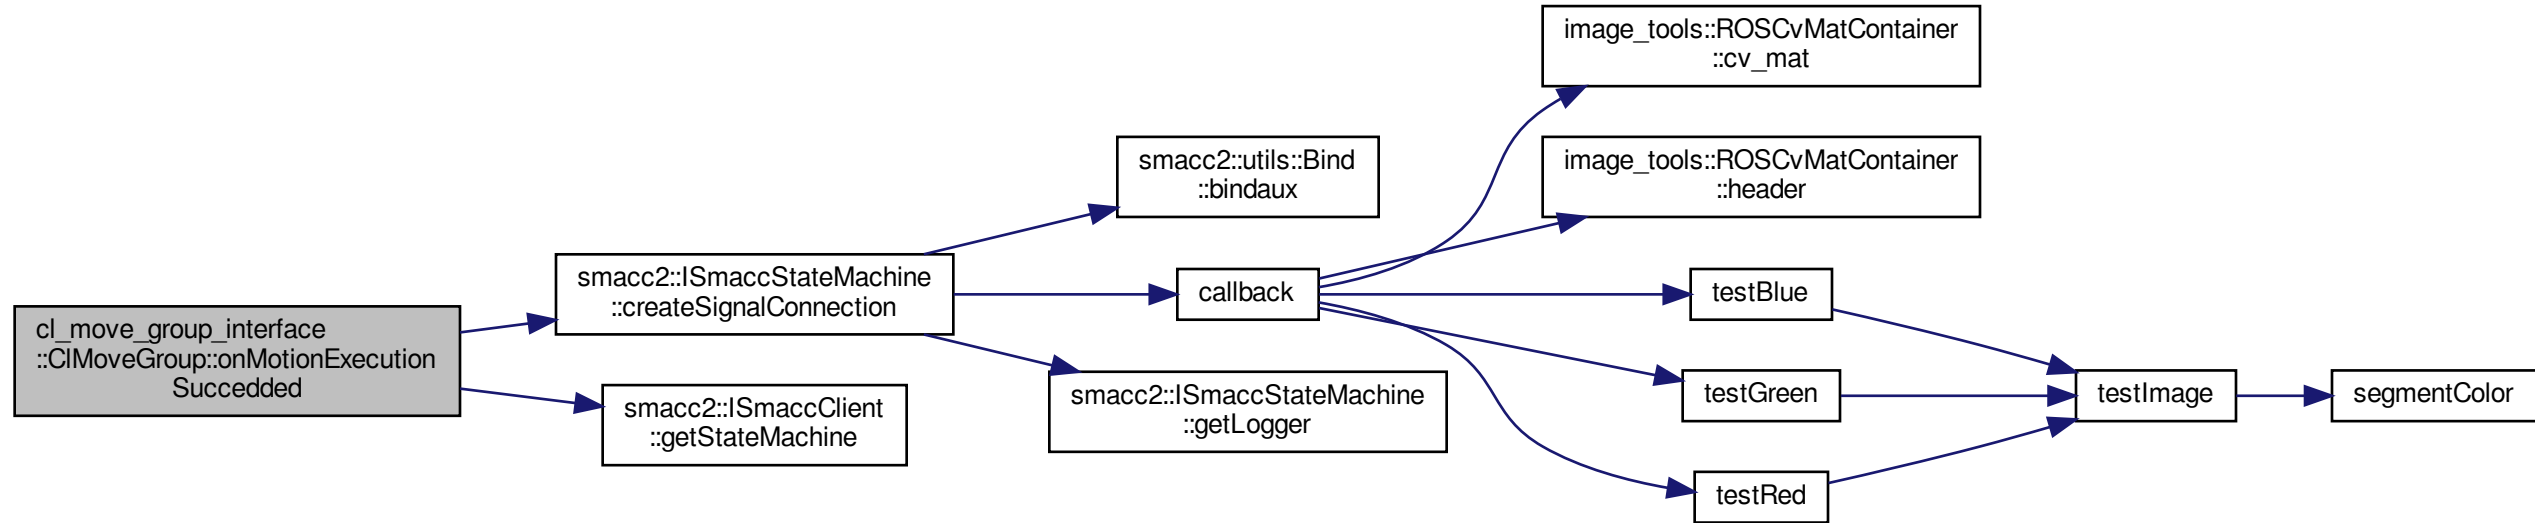 cl_move_group_interface
::ClMoveGroup::onMotionExecution
Succedded
smacc2::ISmaccStateMachine
::createSignalConnection
smacc2::ISmaccClient
::getStateMachine
smacc2::utils::Bind
::bindaux
callback
smacc2::ISmaccStateMachine
::getLogger
image_tools::ROSCvMatContainer
::cv_mat
image_tools::ROSCvMatContainer
::header
testBlue
testGreen
testRed
testImage
segmentColor